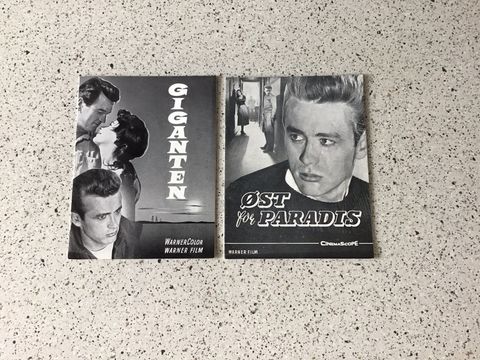 GIGANTEN
WARNERCOLOR
WARNER FILM
ØST
for PARADIS
CINEMASCOPE
WARNER FILM